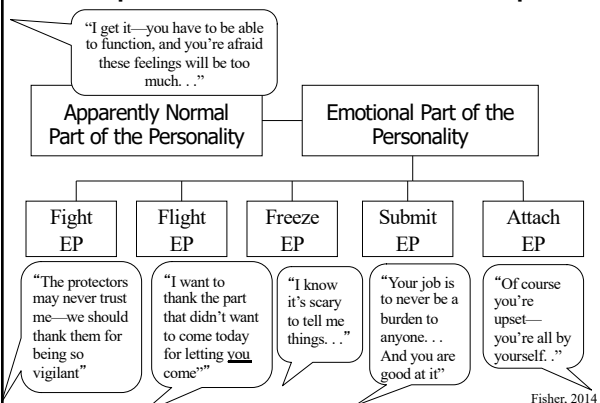 “I get it—you have to be able
to function, and you’re afraid
these feelings will be too
much. . .”
Apparently Normal
Part of the Personality
Emotional Part of the
Personality
Fight
EP
Flight
EP
Freeze
EP
Submit
EP
Attach
EP
“The protectors
may never trust
me—we should
thank them for
being so
vigilant”
“I want to
thank the part
that didn’t want
to come today
for letting you
come””
“I know
it’s scary
to tell me
things. . .”
“Your job is
to never be a
burden to
anyone. . .
And you are
good at it”
“Of course
you’re
upset—
you’re all by
yourself. .”
Fisher, 2014